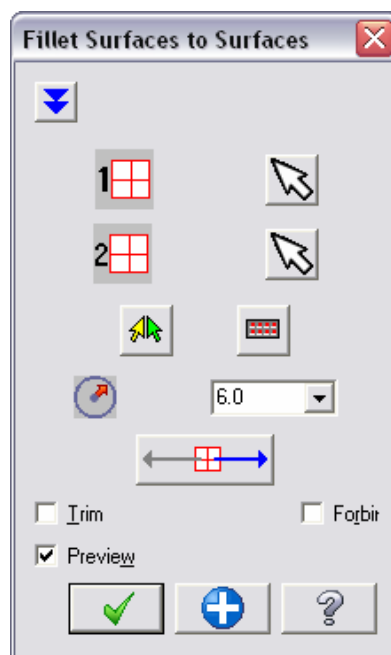 Fillet Surfaces to Surfaces
1
2
6.0
Trim
Forbir
Preview
?